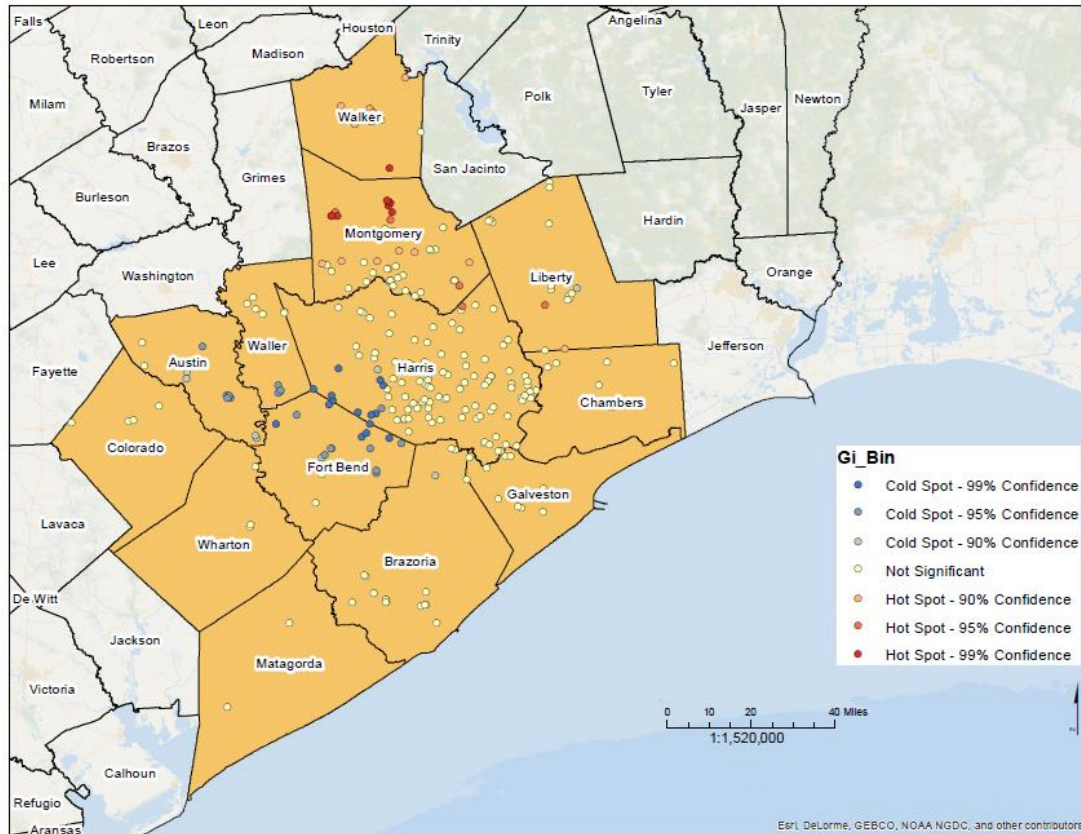 Falls
Leon
Houston
Trinity
Angelina
Robertson
Madison
Milam
Walker
Polk
Tyler
Jasper
Newton
Brazos
San Jacinto
Grimes
Burleson
Hardin
Montgomery
Lee
Washington
Liberty
Orange
Waller
Jefferson
Fayette
Austin
Harris
Chambers
Colorado
Fort Bend
Galveston
Lavaca
Wharton
Brazoria
De Witt
Jackson
Matagorda
Victoria
Calhoun
Refugio
Aransas
Gi_Bin
Cold Spot - 99% Confidence
Cold Spot - 95% Confidence
Cold Spot - 90% Confidence
Not Significant
Hot Spot - 90% Confidence
Hot Spot - 95% Confidence
Hot Spot - 99% Confidence
0 10 20 40 Miles
1:1,520,000
N
Esri, DeLorme, GEBCO, NOAA NGDC, and other contributors